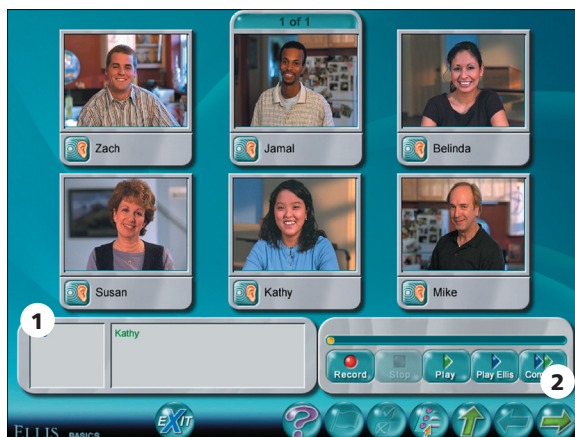 1 of 1
Zach
Jamal
Belinda
Susan
Kathy
Mike
1
Kathy
Record
Stop
Play
Play Ellis
2
EXIT
ELLIS BASICS